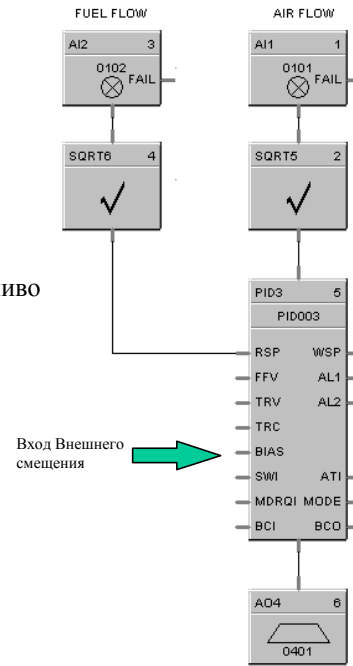 FUEL FLOW
AIR FLOW
AI2 3
0102
FAIL
AI1 1
0101
FAIL
SQRT6 4
√
SQRT5 2
√
иво
PID3 5
PID003
RSP WSP
FFV AL1
TRV AL2
TRC
BIAS
SWI ATI
MDRQI MODE
BCI BCO
Вход Внешнего
смещения
AO4 6
0401